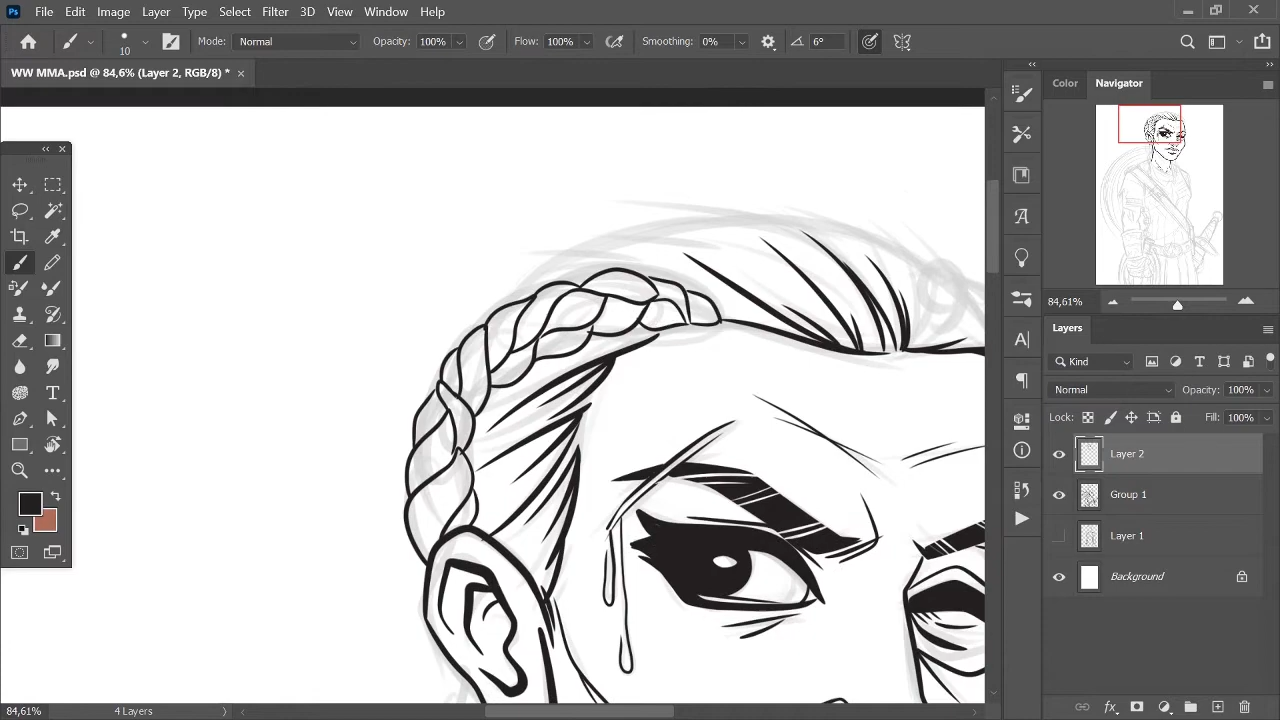 Ps File Edit Image Layer Type Select Filter 3D View Window Help
10 Mode: Normal Opacity: 100% Flow: 100% Smoothing: 0% 6°
WW MMA.psd @ 84,6% (Layer 2, RGB/8) *
Color Navigator
84,61%
Layers
Kind
Normal Opacity: 100%
Lock: Fill: 100%
Layer 2
Group 1
Layer 1
Background
84,61% 4 Layers